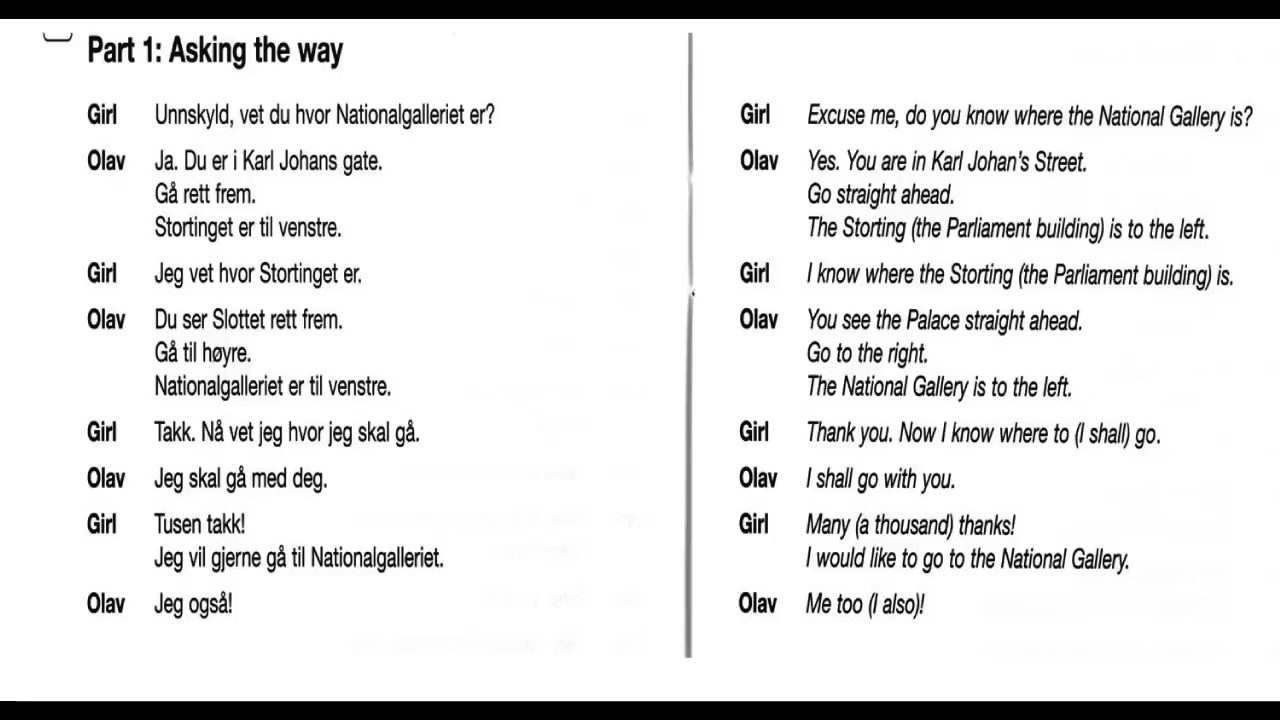 Part 1: Asking the way
Girl Unnskyld, vet du hvor Nationalgalleriet er?
Olav Ja. Du er i Karl Johans gate.
Gå rett frem.
Stortinget er til venstre.
Girl Jeg vet hvor Stortinget er.
Olav Du ser Slottet rett frem.
Gå til høyre.
Nationalgalleriet er til venstre.
Girl Takk. Nå vet jeg hvor jeg skal gå.
Olav Jeg skal gå med deg.
Girl Tusen takk!
Jeg vil gjerne gå til Nationalgalleriet.
Olav Jeg også!
Girl Excuse me, do you know where the National Gallery is?
Olav Yes. You are in Karl Johan's Street.
Go straight ahead.
The Storting (the Parliament building) is to the left.
Girl I know where the Storting (the Parliament building) is.
Olav You see the Palace straight ahead.
Go to the right.
The National Gallery is to the left.
Girl Thank you. Now I know where to (I shall) go.
Olav I shall go with you.
Girl Many (a thousand) thanks!
I would like to go to the National Gallery.
Olav Me too (I also)!